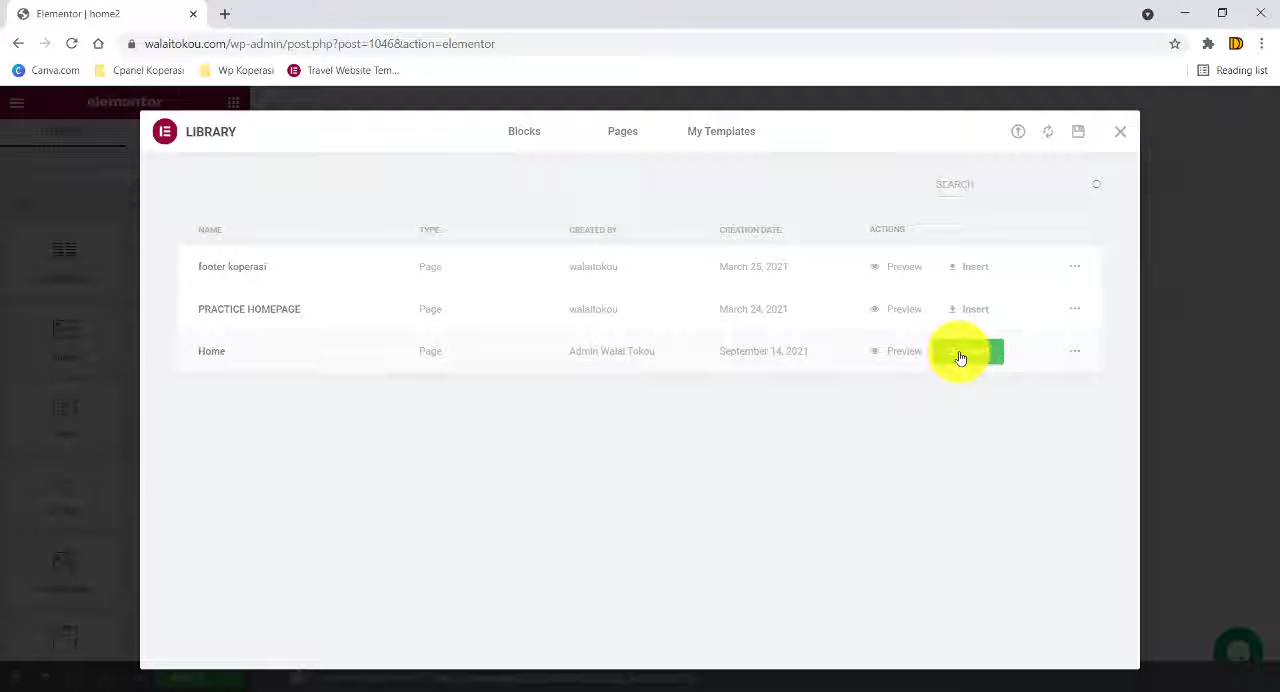 Elementor | home2
walaitokou.com/wp-admin/post.php?post=1046&action=elementor
Canva.com Cpanel Koperasi Wp Koperasi Travel Website Tem... Reading list
elementor
LIBRARY Blocks Pages My Templates
SEARCH
NAME TYPE CREATED BY CREATION DATE ACTIONS
footer koperasi Page walaitokou March 25, 2021 Preview Insert
PRACTICE HOMEPAGE Page walaitokou March 24, 2021 Preview Insert
Home Page Admin Walai Tokou September 14, 2021 Preview